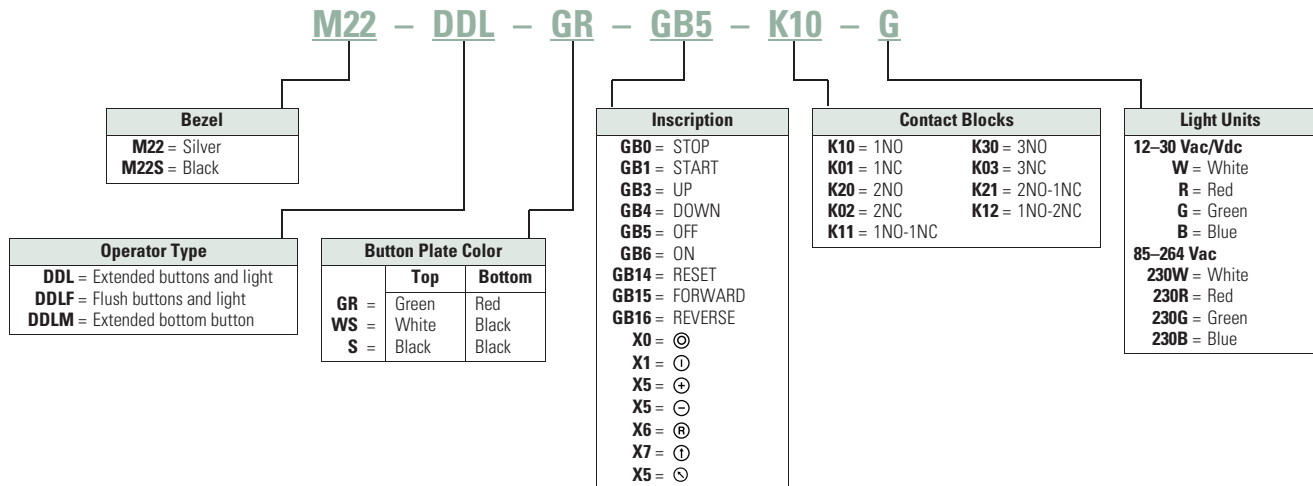 M22 – DDL – GR – GB5 – K10 – G
Bezel
M22 = Silver
M22S = Black
Operator Type
DDL = Extended buttons and light
DDLF = Flush buttons and light
DDLM = Extended bottom button
Button Plate Color
Top Bottom
GR = Green Red
WS = White Black
S = Black Black
Inscription
GB0 = STOP
GB1 = START
GB3 = UP
GB4 = DOWN
GB5 = OFF
GB6 = ON
GB14 = RESET
GB15 = FORWARD
GB16 = REVERSE
X0 = ⌾
X1 = ⏼
X5 = ⊕
X5 = ⊖
X6 = Ⓡ
X7 = ⓵
X5 = ⍉
Contact Blocks
K10 = 1NO K30 = 3NO
K01 = 1NC K03 = 3NC
K20 = 2NO K21 = 2NO-1NC
K02 = 2NC K12 = 1NO-2NC
K11 = 1NO-1NC
Light Units
12–30 Vac/Vdc
W = White
R = Red
G = Green
B = Blue
85–264 Vac
230W = White
230R = Red
230G = Green
230B = Blue